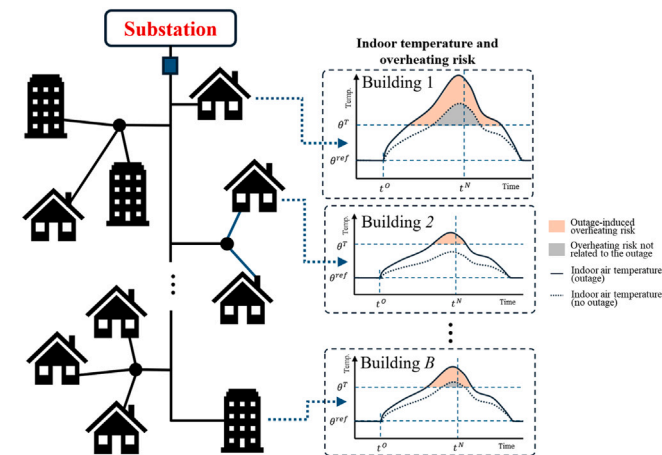 Substation
Indoor temperature and
overheating risk
Building 1
Temp.
θᵀ
θʳᵉᶠ
tᴼ
tᴺ
Time
Building 2
Temp.
θᵀ
θʳᵉᶠ
tᴼ
tᴺ
Time
Building B
Temp.
θᵀ
θʳᵉᶠ
tᴼ
tᴺ
Time
Outage-induced
overheating risk
Overheating risk not
related to the outage
Indoor air temperature
(outage)
Indoor air temperature
(no outage)